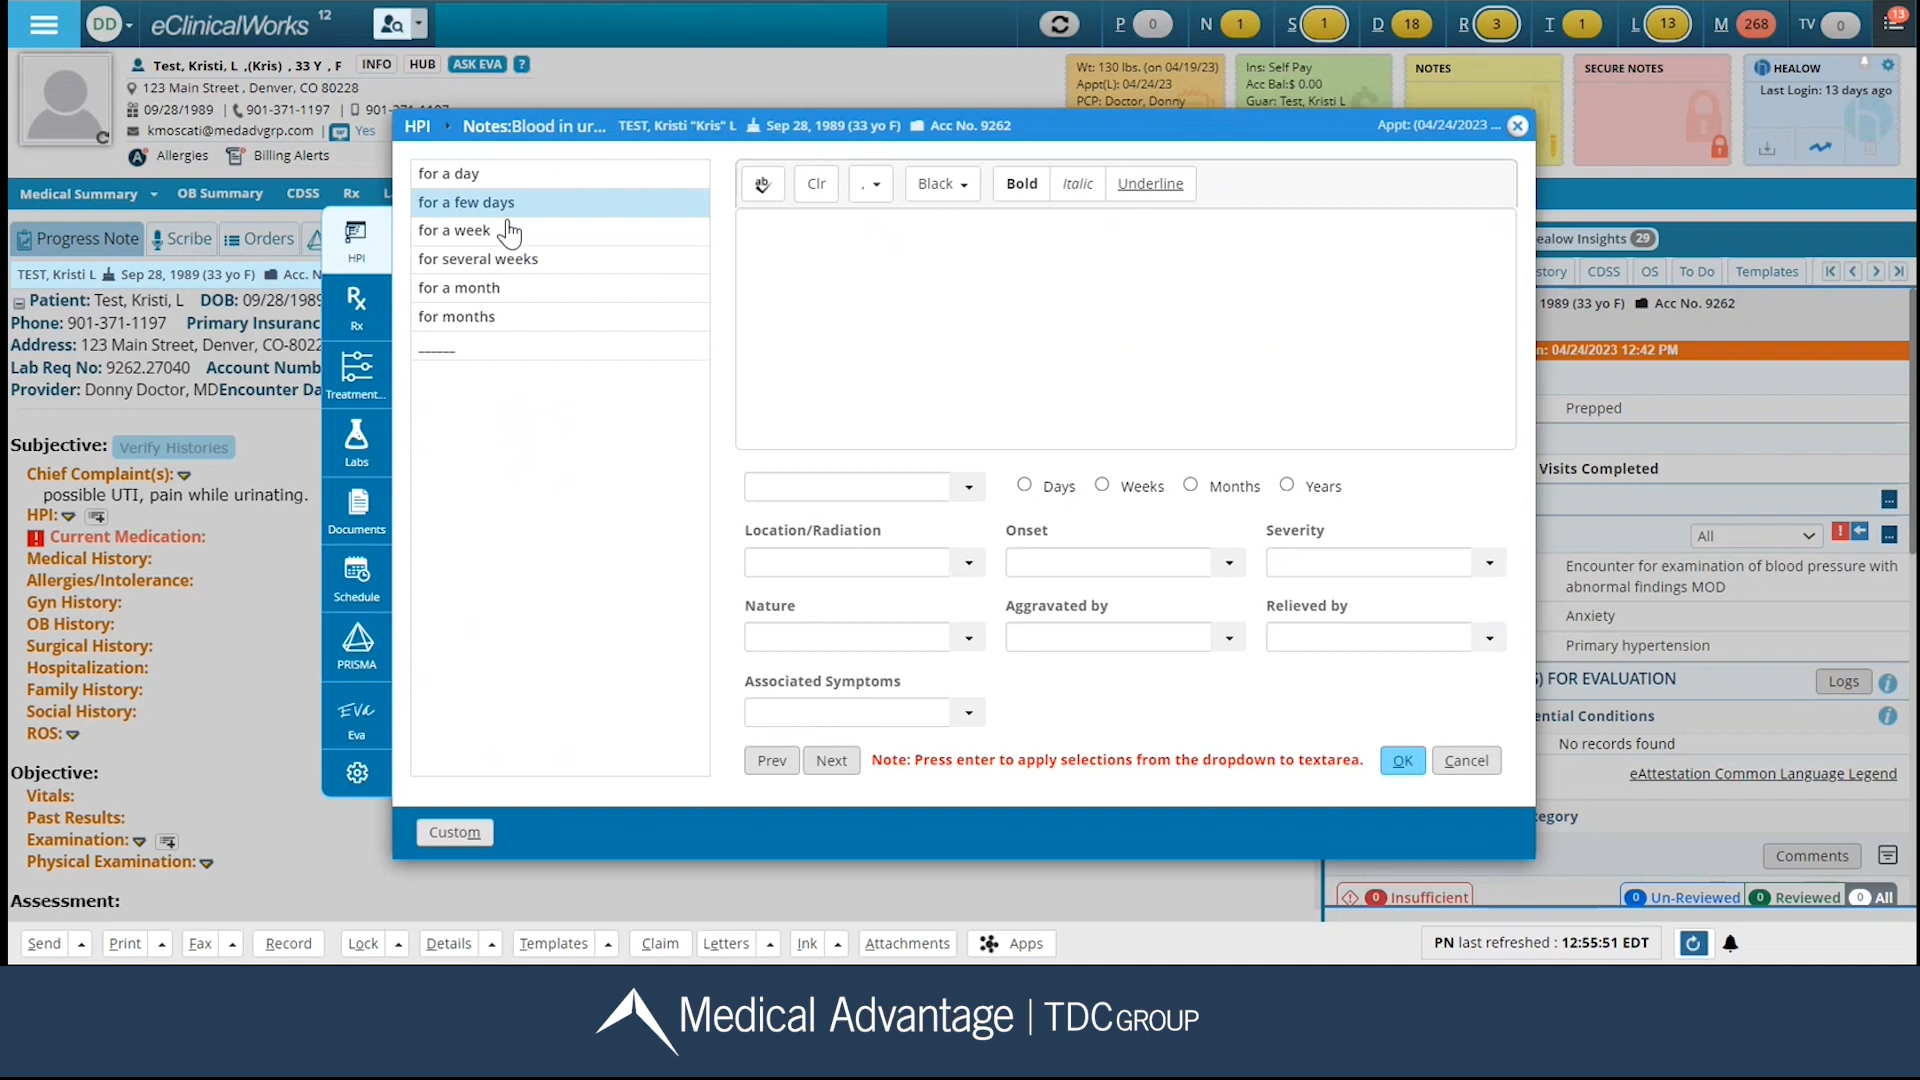 DD
eClinicalWorks 12
P 0
N 1
S 1
D 18
R 3
T 1
L 13
M 268
TV 0
13
Test, Kristi, L ,(Kris) , 33 Y , F
INFO
HUB
ASK EVA
?
123 Main Street , Denver, CO 80228
09/28/1989 | 901-371-1197 |
kmoscati@medadvgrp.com |
Yes
Allergies
Billing Alerts
Wt: 130 lbs. (on 04/19/23)
Appt(L): 04/24/23
PCP: Doctor, Donny
Ins: Self Pay
Acc Bal:$ 0.00
Guar: Test, Kristi L
NOTES
SECURE NOTES
HEALOW
Last Login: 13 days ago
Medical Summary
OB Summary
CDSS
Rx
L
Progress Note
Scribe
Orders
TEST, Kristi L Sep 28, 1989 (33 yo F) Acc. N
Patient: Test, Kristi, L DOB: 09/28/1989
Phone: 901-371-1197 Primary Insuranc
Address: 123 Main Street, Denver, CO-8022
Lab Req No: 9262.27040 Account Numb
Provider: Donny Doctor, MD Encounter Da
Subjective:
Verify Histories
Chief Complaint(s):
possible UTI, pain while urinating.
HPI:
Current Medication:
Medical History:
Allergies/Intolerance:
Gyn History:
OB History:
Surgical History:
Hospitalization:
Family History:
Social History:
ROS:
Objective:
Vitals:
Past Results:
Examination:
Physical Examination:
Assessment:
HPI
Rx
Rx
Treatment...
Labs
Documents
Schedule
PRISMA
Eva
Eva
HPI
Notes:Blood in ur...
TEST, Kristi "Kris" L Sep 28, 1989 (33 yo F) Acc No. 9262
Appt: (04/24/2023 ...
for a day
for a few days
for a week
for several weeks
for a month
for months
______
ab
Clr
,
Black
Bold
Italic
Underline
Days
Weeks
Months
Years
Location/Radiation
Onset
Severity
Nature
Aggravated by
Relieved by
Associated Symptoms
Prev
Next
Note: Press enter to apply selections from the dropdown to textarea.
OK
Cancel
Custom
ealow Insights 29
story
CDSS
OS
To Do
Templates
1989 (33 yo F) Acc No. 9262
n: 04/24/2023 12:42 PM
Prepped
Visits Completed
All
Encounter for examination of blood pressure with
abnormal findings MOD
Anxiety
Primary hypertension
) FOR EVALUATION
Logs
ential Conditions
No records found
eAttestation Common Language Legend
egory
Comments
0 Insufficient
0 Un-Reviewed
0 Reviewed
0 All
Send
Print
Fax
Record
Lock
Details
Templates
Claim
Letters
Ink
Attachments
Apps
PN last refreshed : 12:55:51 EDT
Medical Advantage | TDCGROUP